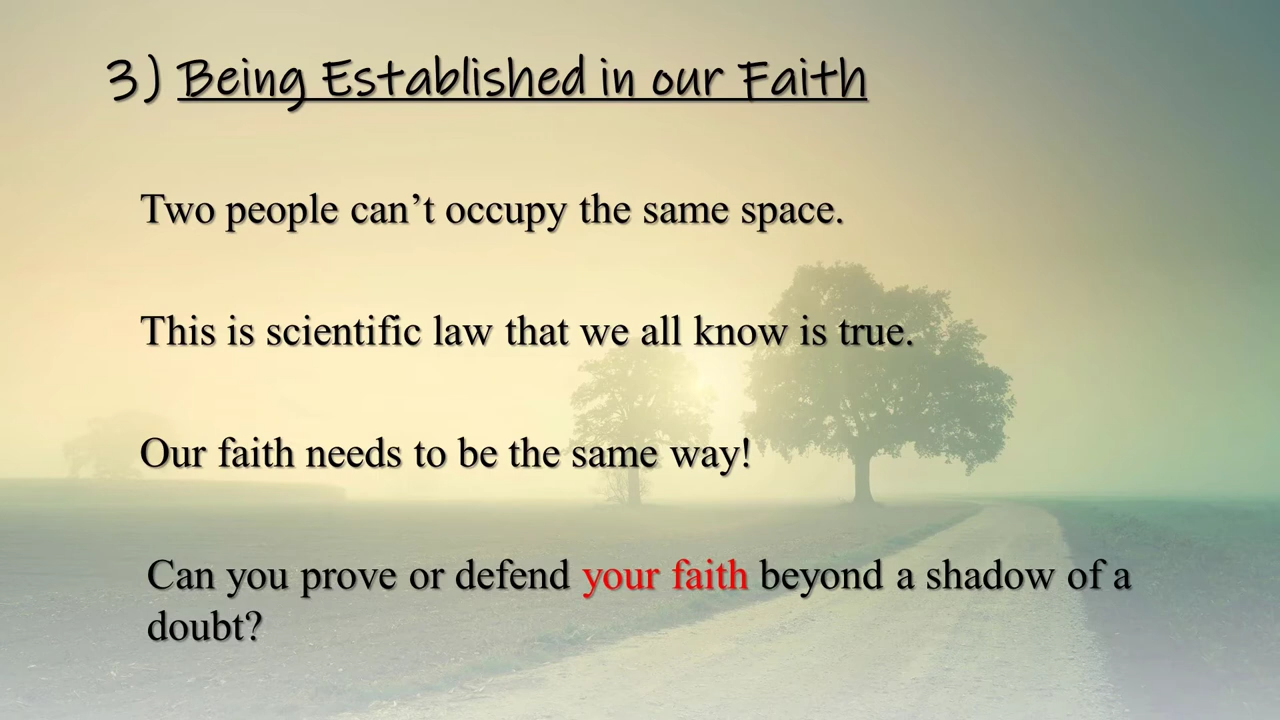 3) Being Established in our Faith
Two people can’t occupy the same space.
This is scientific law that we all know is true.
Our faith needs to be the same way!
Can you prove or defend your faith beyond a shadow of a
doubt?